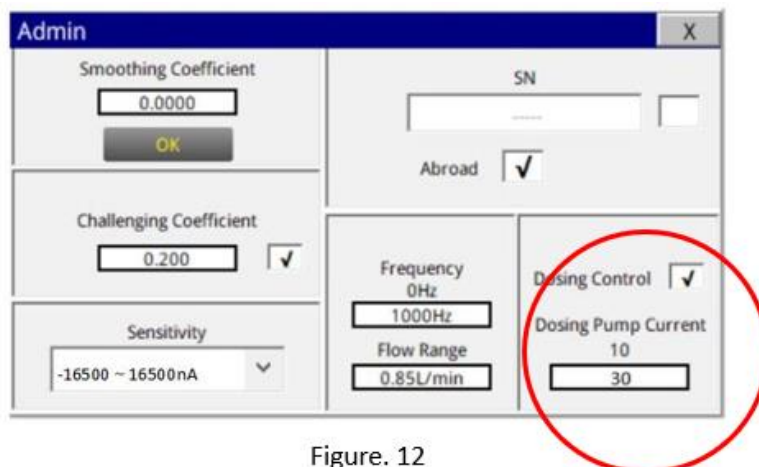 Admin
X
Smoothing Coefficient
0.0000
OK
SN
-----
Abroad √
Challenging Coefficient
0.200 √
Sensitivity
-16500 ~ 16500nA
Frequency
0Hz
1000Hz
Flow Range
0.85L/min
Dosing Control √
Dosing Pump Current
10
30
Figure. 12